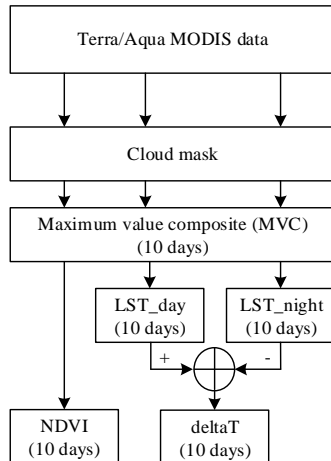 Terra/Aqua MODIS data
Cloud mask
Maximum value composite (MVC)
(10 days)
LST_day
(10 days)
LST_night
(10 days)
+
-
NDVI
(10 days)
deltaT
(10 days)